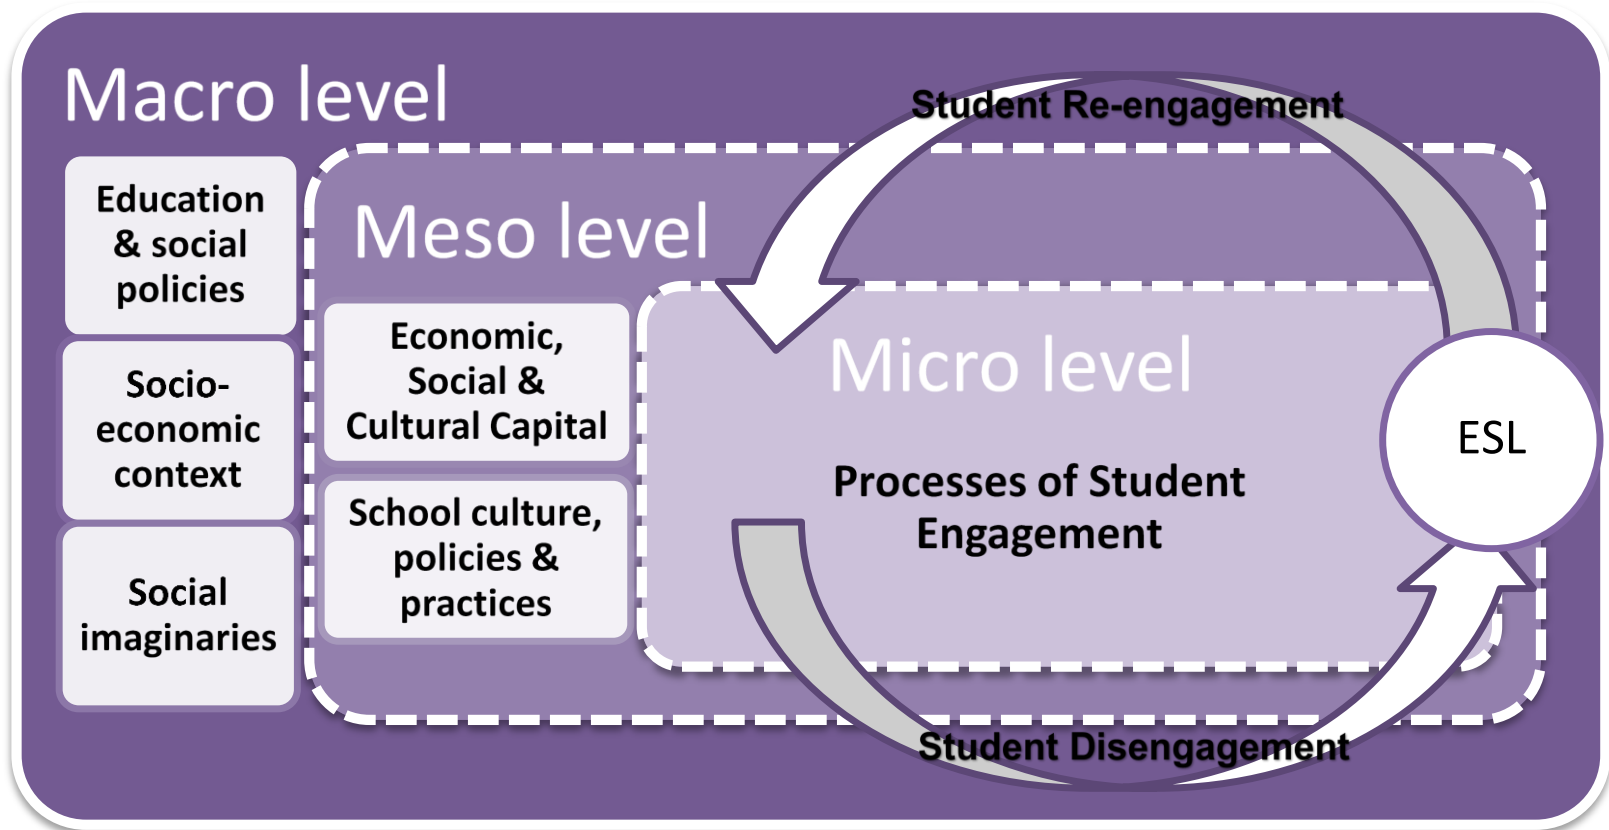 Macro level
Student Re-engagement
Education
& social
policies
Socio-
economic
context
Social
imaginaries
Meso level
Economic,
Social &
Cultural Capital
School culture,
policies &
practices
Micro level
Processes of Student
Engagement
ESL
Student Disengagement